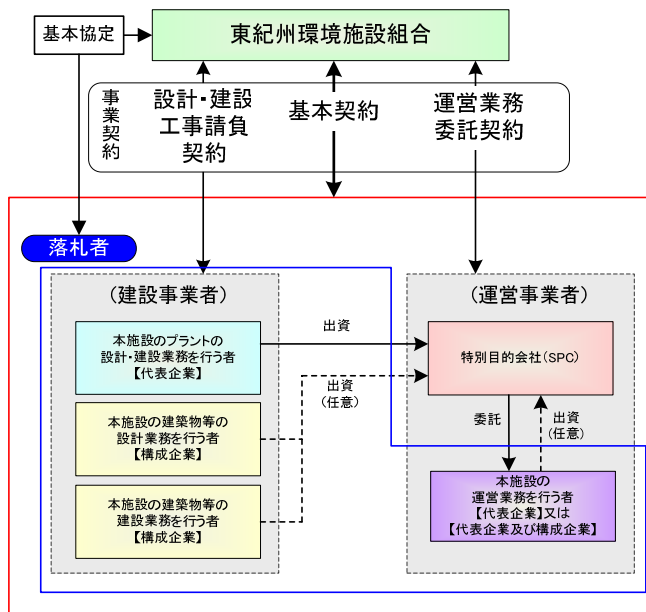 基本協定
東紀州環境施設組合
事業契約
設計・建設
工事請負
契約
基本契約
運営業務
委託契約
落札者
(建設事業者)
(運営事業者)
本施設のプラントの
設計・建設業務を行う者
【代表企業】
出資
特別目的会社(SPC)
出資
(任意)
本施設の建築物等の
設計業務を行う者
【構成企業】
委託
出資
(任意)
本施設の建築物等の
建設業務を行う者
【構成企業】
本施設の
運営業務を行う者
【代表企業】又は
【代表企業及び構成企業】